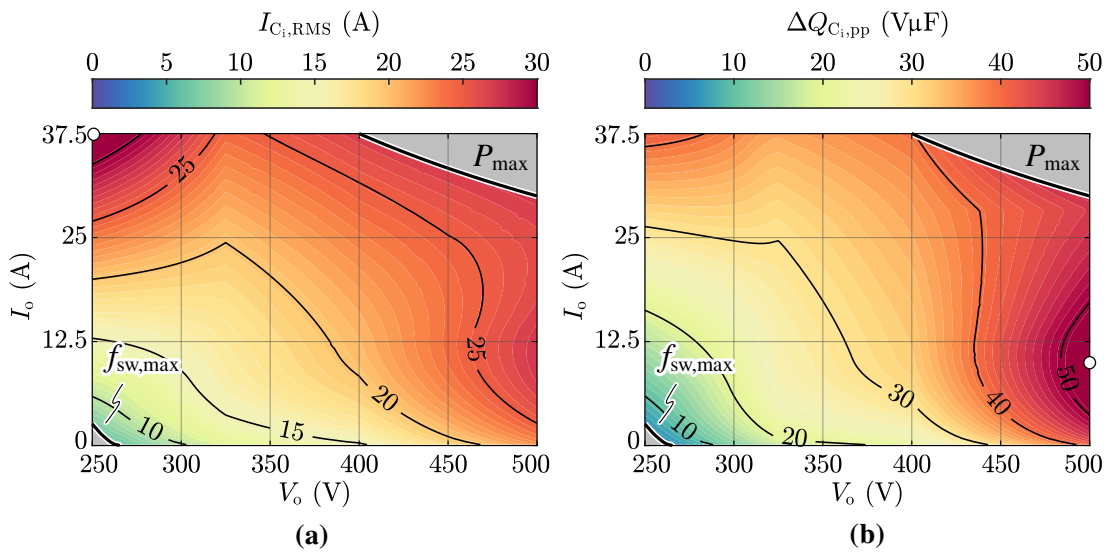 I_{C_i,RMS} (A)
0 5 10 15 20 25 30
37.5
25
12.5
0
I_o (A)
25
P_max
f_sw,max
10
15
20
25
250 300 350 400 450 500
V_o (V)
(a)
ΔQ_{C_i,pp} (VµF)
0 10 20 30 40 50
37.5
25
12.5
0
I_o (A)
P_max
f_sw,max
10
20
30
40
50
250 300 350 400 450 500
V_o (V)
(b)